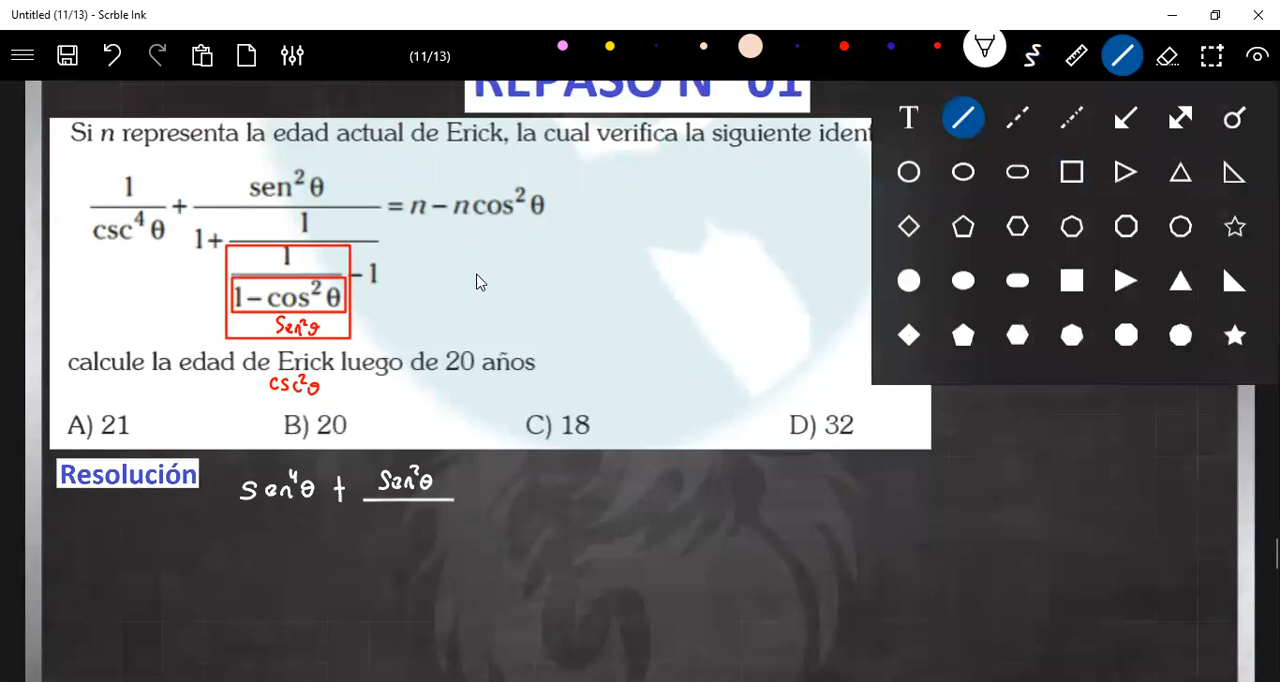 Untitled (11/13) - Scrble Ink
(11/13)
REPASO N° 01
Si n representa la edad actual de Erick, la cual verifica la siguiente ident
1/csc⁴θ + sen²θ/(1+1/(1/(1−cos²θ)−1)) = n − ncos²θ
Sen²θ
calcule la edad de Erick luego de 20 años
csc²θ
A) 21 B) 20 C) 18 D) 32
Resolución sen⁴θ + Sen²θ
T